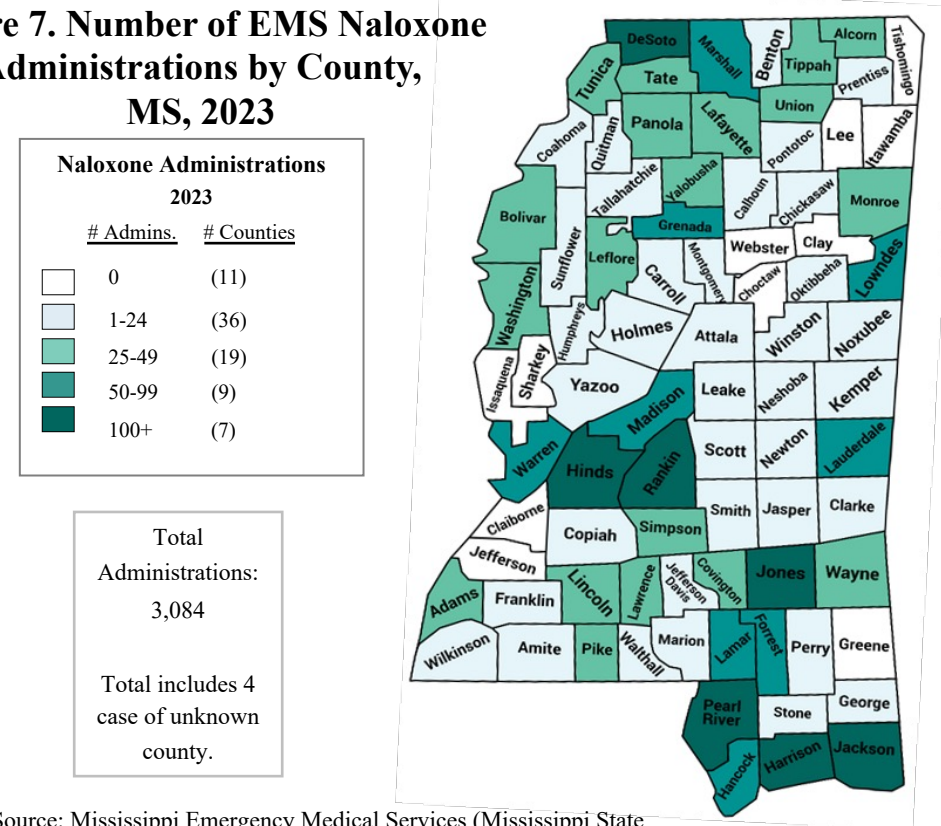 re 7. Number of EMS Naloxone
Administrations by County,
MS, 2023
Naloxone Administrations
2023
# Admins. # Counties
0 (11)
1-24 (36)
25-49 (19)
50-99 (9)
100+ (7)
Total
Administrations:
3,084
Total includes 4
case of unknown
county.
DeSoto
Marshall
Benton
Tippah
Alcorn
Tishomingo
Tunica
Tate
Prentiss
Union
Panola
Lafayette
Coahoma
Quitman
Pontotoc
Lee
Itawamba
Tallahatchie
Yalobusha
Calhoun
Chickasaw
Monroe
Bolivar
Sunflower
Grenada
Leflore
Webster
Clay
Lowndes
Washington
Carroll
Montgomery
Choctaw
Oktibbeha
Humphreys
Holmes
Attala
Winston
Noxubee
Issaquena
Sharkey
Yazoo
Madison
Leake
Neshoba
Kemper
Warren
Hinds
Rankin
Scott
Newton
Lauderdale
Claiborne
Copiah
Simpson
Smith
Jasper
Clarke
Jefferson
Adams
Franklin
Lincoln
Lawrence
Jefferson
Davis
Covington
Jones
Wayne
Wilkinson
Amite
Pike
Walthall
Marion
Lamar
Forrest
Perry
Greene
Pearl
River
Stone
George
Hancock
Harrison
Jackson
Source: Mississippi Emergency Medical Services (Mississippi State